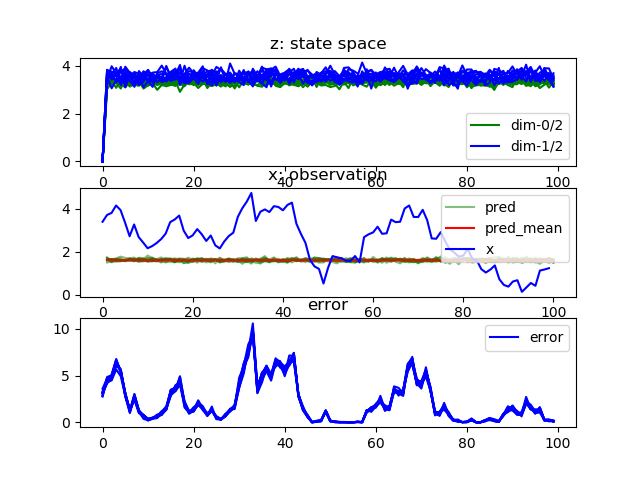 z: state space
4
2
0
dim-0/2
dim-1/2
0 20 40 60 80 100
x: observation
4
2
0
pred
pred_mean
x
0 20 40 60 80 100
error
10
5
0
error
0 20 40 60 80 100